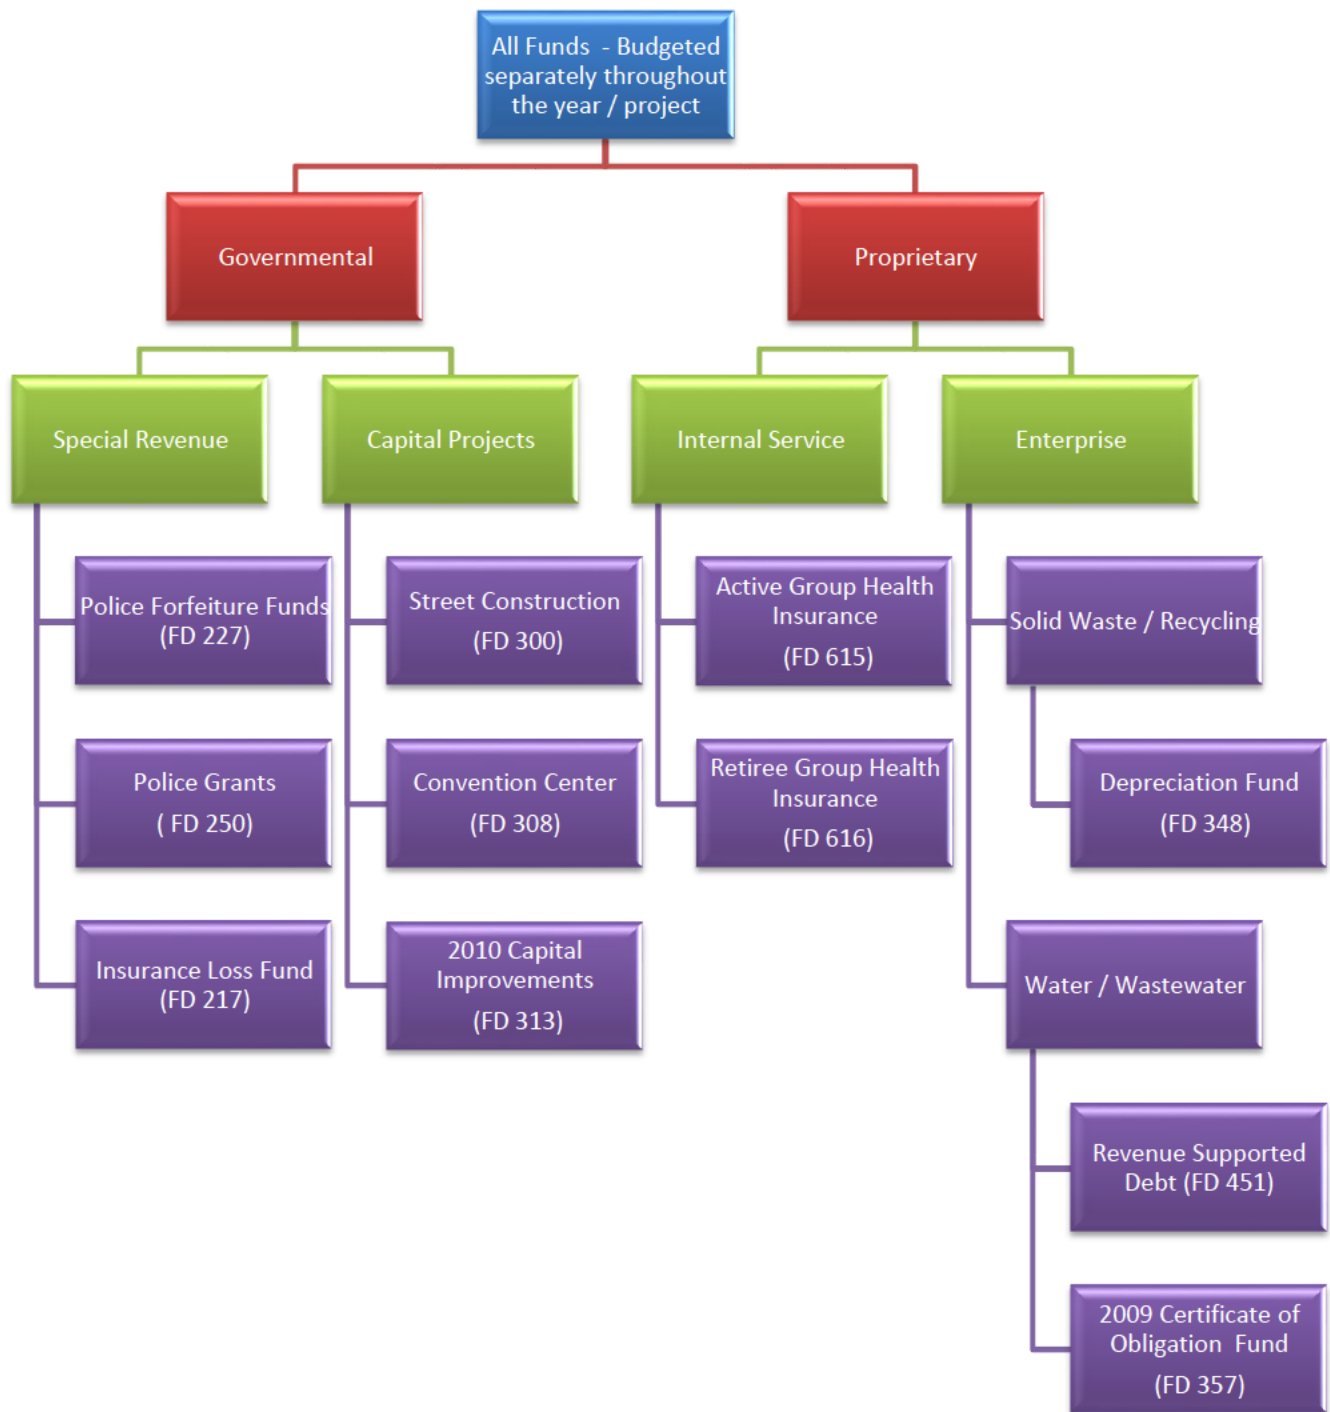 All Funds - Budgeted
separately throughout
the year / project
Governmental
Proprietary
Special Revenue
Capital Projects
Internal Service
Enterprise
Police Forfeiture Funds
(FD 227)
Street Construction
(FD 300)
Active Group Health
Insurance
(FD 615)
Solid Waste / Recycling
Police Grants
( FD 250)
Convention Center
(FD 308)
Retiree Group Health
Insurance
(FD 616)
Depreciation Fund
(FD 348)
Insurance Loss Fund
(FD 217)
2010 Capital
Improvements
(FD 313)
Water / Wastewater
Revenue Supported
Debt (FD 451)
2009 Certificate of
Obligation Fund
(FD 357)